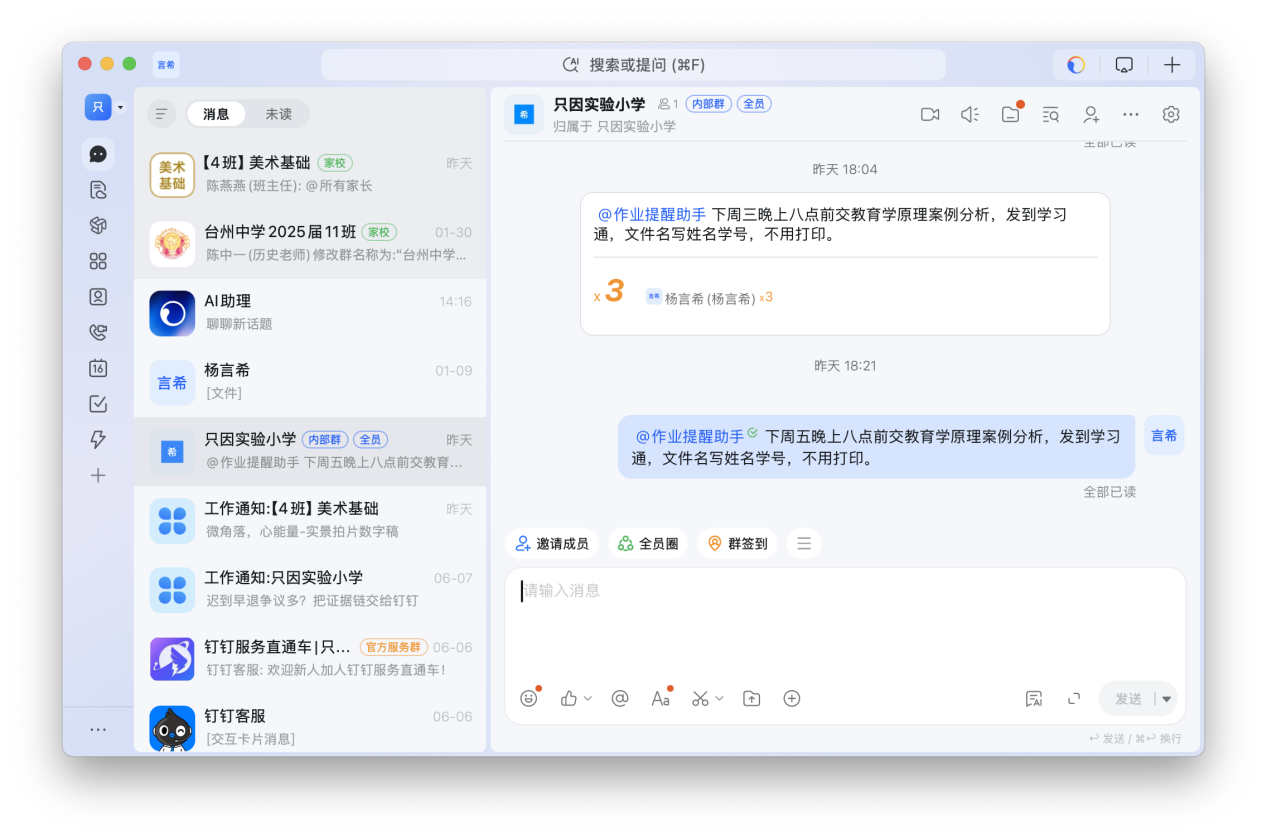 言希
搜索或提问 (⌘F)
只
16
消息
未读
美术
基础
【4班】美术基础 家校 昨天
陈燕燕(班主任): @所有家长
台州中学2025届11班 家校 01-30
陈中一(历史老师)修改群名称为:“台州中学...
AI助理 14:16
聊聊新话题
言希
杨言希 01-09
[文件]
希
只因实验小学 内部群 全员 昨天
@作业提醒助手 下周五晚上八点前交教育...
工作通知:【4班】美术基础 昨天
微角落，心能量-实景拍片数字稿
工作通知:只因实验小学 06-07
迟到早退争议多？把证据链交给钉钉
钉钉服务直通车|只... 官方服务群 06-06
钉钉客服: 欢迎新人加人钉钉服务直通车!
钉钉客服 06-06
[交互卡片消息]
希
只因实验小学 1 内部群 全员
归属于 只因实验小学
全部已读
昨天 18:04
@作业提醒助手 下周三晚上八点前交教育学原理案例分析，发到学习
通，文件名写姓名学号，不用打印。
x3 言希 杨言希(杨言希) x3
昨天 18:21
@作业提醒助手 下周五晚上八点前交教育学原理案例分析，发到学习
通，文件名写姓名学号，不用打印。
言希
全部已读
邀请成员
全员圈
群签到
请输入消息
Aa
AI
发送
↩ 发送 / ⌘↩ 换行